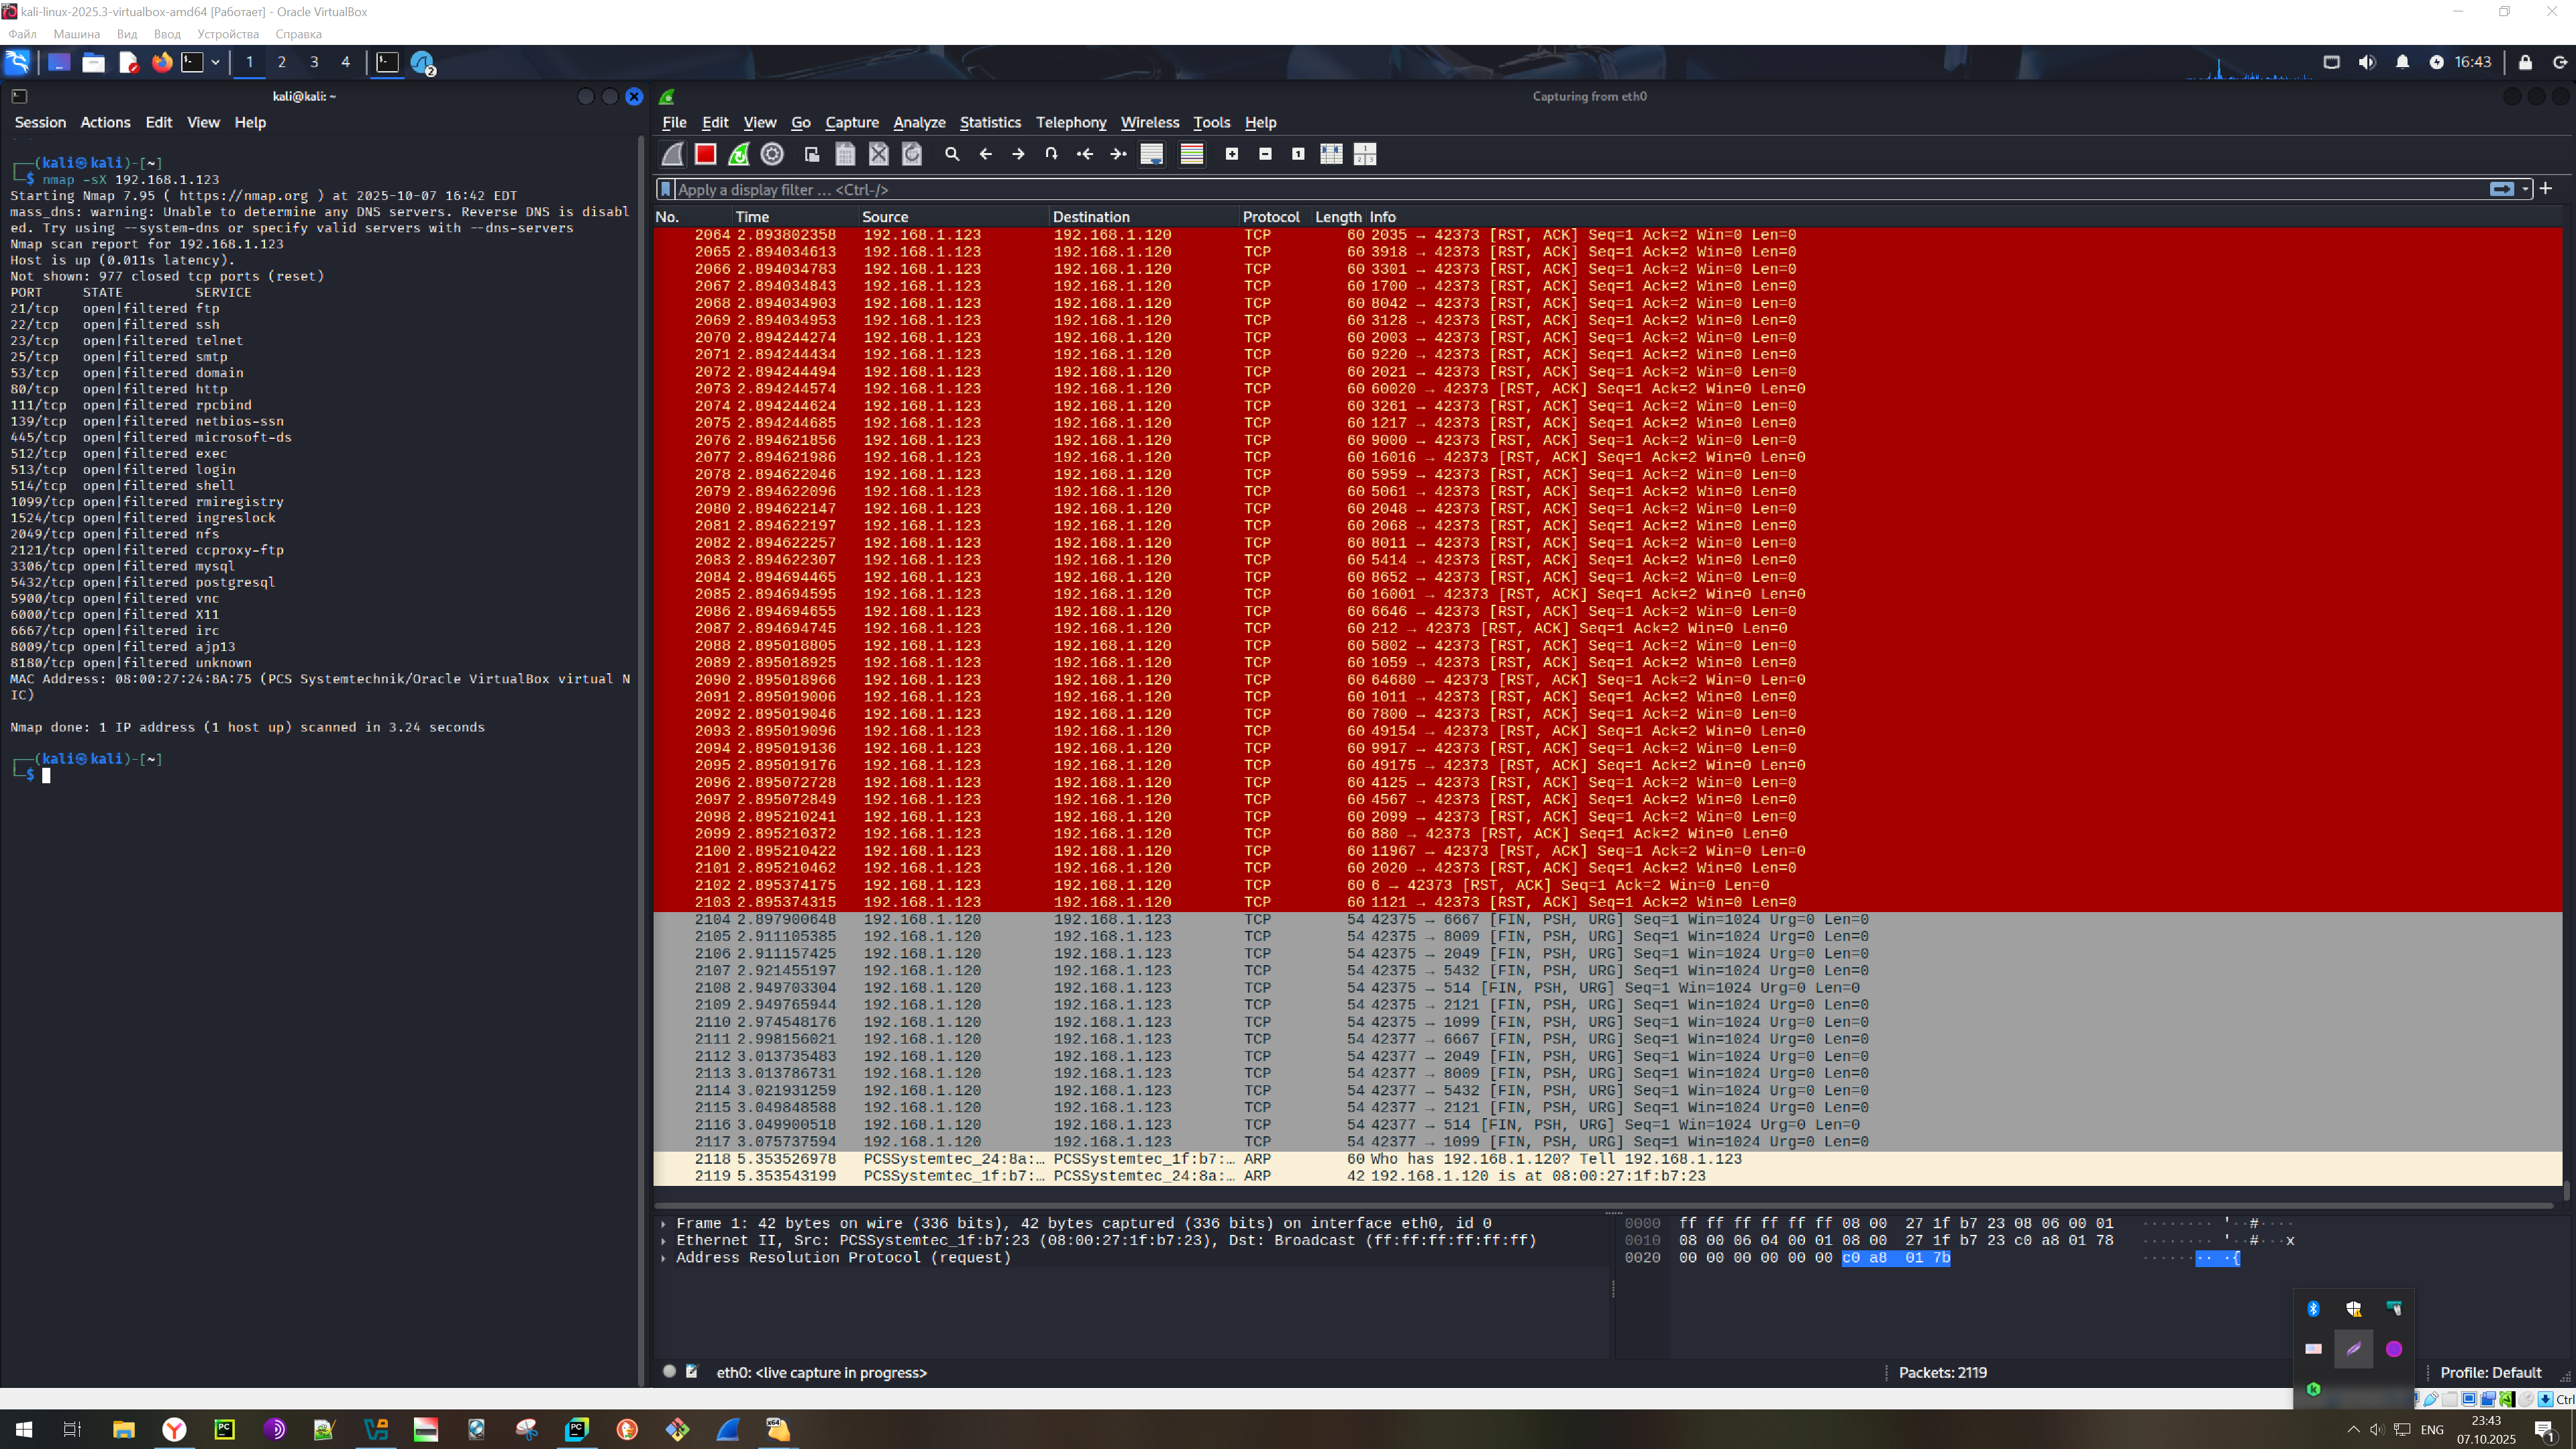 kali-linux-2025.3-virtualbox-amd64 [Работает] - Oracle VirtualBox
Файл Машина Вид Ввод Устройства Справка
1 2 3 4 2 16:43
kali@kali: ~
Session Actions Edit View Help
(kali㉿kali)-[~]
$ nmap -sX 192.168.1.123
Starting Nmap 7.95 ( https://nmap.org ) at 2025-10-07 16:42 EDT
mass_dns: warning: Unable to determine any DNS servers. Reverse DNS is disabl
ed. Try using --system-dns or specify valid servers with --dns-servers
Nmap scan report for 192.168.1.123
Host is up (0.011s latency).
Not shown: 977 closed tcp ports (reset)
PORT STATE SERVICE
21/tcp open|filtered ftp
22/tcp open|filtered ssh
23/tcp open|filtered telnet
25/tcp open|filtered smtp
53/tcp open|filtered domain
80/tcp open|filtered http
111/tcp open|filtered rpcbind
139/tcp open|filtered netbios-ssn
445/tcp open|filtered microsoft-ds
512/tcp open|filtered exec
513/tcp open|filtered login
514/tcp open|filtered shell
1099/tcp open|filtered rmiregistry
1524/tcp open|filtered ingreslock
2049/tcp open|filtered nfs
2121/tcp open|filtered ccproxy-ftp
3306/tcp open|filtered mysql
5432/tcp open|filtered postgresql
5900/tcp open|filtered vnc
6000/tcp open|filtered X11
6667/tcp open|filtered irc
8009/tcp open|filtered ajp13
8180/tcp open|filtered unknown
MAC Address: 08:00:27:24:8A:75 (PCS Systemtechnik/Oracle VirtualBox virtual N
IC)
Nmap done: 1 IP address (1 host up) scanned in 3.24 seconds
(kali㉿kali)-[~]
$
Capturing from eth0
File Edit View Go Capture Analyze Statistics Telephony Wireless Tools Help
Apply a display filter ... <Ctrl-/>
No. Time Source Destination Protocol Length Info
2064 2.893802358 192.168.1.123 192.168.1.120 TCP 60 2035 → 42373 [RST, ACK] Seq=1 Ack=2 Win=0 Len=0
2065 2.894034613 192.168.1.123 192.168.1.120 TCP 60 3918 → 42373 [RST, ACK] Seq=1 Ack=2 Win=0 Len=0
2066 2.894034783 192.168.1.123 192.168.1.120 TCP 60 3301 → 42373 [RST, ACK] Seq=1 Ack=2 Win=0 Len=0
2067 2.894034843 192.168.1.123 192.168.1.120 TCP 60 1700 → 42373 [RST, ACK] Seq=1 Ack=2 Win=0 Len=0
2068 2.894034903 192.168.1.123 192.168.1.120 TCP 60 8042 → 42373 [RST, ACK] Seq=1 Ack=2 Win=0 Len=0
2069 2.894034953 192.168.1.123 192.168.1.120 TCP 60 3128 → 42373 [RST, ACK] Seq=1 Ack=2 Win=0 Len=0
2070 2.894244274 192.168.1.123 192.168.1.120 TCP 60 2003 → 42373 [RST, ACK] Seq=1 Ack=2 Win=0 Len=0
2071 2.894244434 192.168.1.123 192.168.1.120 TCP 60 9220 → 42373 [RST, ACK] Seq=1 Ack=2 Win=0 Len=0
2072 2.894244494 192.168.1.123 192.168.1.120 TCP 60 2021 → 42373 [RST, ACK] Seq=1 Ack=2 Win=0 Len=0
2073 2.894244574 192.168.1.123 192.168.1.120 TCP 60 60020 → 42373 [RST, ACK] Seq=1 Ack=2 Win=0 Len=0
2074 2.894244624 192.168.1.123 192.168.1.120 TCP 60 3261 → 42373 [RST, ACK] Seq=1 Ack=2 Win=0 Len=0
2075 2.894244685 192.168.1.123 192.168.1.120 TCP 60 1217 → 42373 [RST, ACK] Seq=1 Ack=2 Win=0 Len=0
2076 2.894621856 192.168.1.123 192.168.1.120 TCP 60 9000 → 42373 [RST, ACK] Seq=1 Ack=2 Win=0 Len=0
2077 2.894621986 192.168.1.123 192.168.1.120 TCP 60 16016 → 42373 [RST, ACK] Seq=1 Ack=2 Win=0 Len=0
2078 2.894622046 192.168.1.123 192.168.1.120 TCP 60 5959 → 42373 [RST, ACK] Seq=1 Ack=2 Win=0 Len=0
2079 2.894622096 192.168.1.123 192.168.1.120 TCP 60 5061 → 42373 [RST, ACK] Seq=1 Ack=2 Win=0 Len=0
2080 2.894622147 192.168.1.123 192.168.1.120 TCP 60 2048 → 42373 [RST, ACK] Seq=1 Ack=2 Win=0 Len=0
2081 2.894622197 192.168.1.123 192.168.1.120 TCP 60 2068 → 42373 [RST, ACK] Seq=1 Ack=2 Win=0 Len=0
2082 2.894622257 192.168.1.123 192.168.1.120 TCP 60 8011 → 42373 [RST, ACK] Seq=1 Ack=2 Win=0 Len=0
2083 2.894622307 192.168.1.123 192.168.1.120 TCP 60 5414 → 42373 [RST, ACK] Seq=1 Ack=2 Win=0 Len=0
2084 2.894694465 192.168.1.123 192.168.1.120 TCP 60 8652 → 42373 [RST, ACK] Seq=1 Ack=2 Win=0 Len=0
2085 2.894694595 192.168.1.123 192.168.1.120 TCP 60 16001 → 42373 [RST, ACK] Seq=1 Ack=2 Win=0 Len=0
2086 2.894694655 192.168.1.123 192.168.1.120 TCP 60 6646 → 42373 [RST, ACK] Seq=1 Ack=2 Win=0 Len=0
2087 2.894694745 192.168.1.123 192.168.1.120 TCP 60 212 → 42373 [RST, ACK] Seq=1 Ack=2 Win=0 Len=0
2088 2.895018805 192.168.1.123 192.168.1.120 TCP 60 5802 → 42373 [RST, ACK] Seq=1 Ack=2 Win=0 Len=0
2089 2.895018925 192.168.1.123 192.168.1.120 TCP 60 1059 → 42373 [RST, ACK] Seq=1 Ack=2 Win=0 Len=0
2090 2.895018966 192.168.1.123 192.168.1.120 TCP 60 64680 → 42373 [RST, ACK] Seq=1 Ack=2 Win=0 Len=0
2091 2.895019006 192.168.1.123 192.168.1.120 TCP 60 1011 → 42373 [RST, ACK] Seq=1 Ack=2 Win=0 Len=0
2092 2.895019046 192.168.1.123 192.168.1.120 TCP 60 7800 → 42373 [RST, ACK] Seq=1 Ack=2 Win=0 Len=0
2093 2.895019096 192.168.1.123 192.168.1.120 TCP 60 49154 → 42373 [RST, ACK] Seq=1 Ack=2 Win=0 Len=0
2094 2.895019136 192.168.1.123 192.168.1.120 TCP 60 9917 → 42373 [RST, ACK] Seq=1 Ack=2 Win=0 Len=0
2095 2.895019176 192.168.1.123 192.168.1.120 TCP 60 49175 → 42373 [RST, ACK] Seq=1 Ack=2 Win=0 Len=0
2096 2.895072728 192.168.1.123 192.168.1.120 TCP 60 4125 → 42373 [RST, ACK] Seq=1 Ack=2 Win=0 Len=0
2097 2.895072849 192.168.1.123 192.168.1.120 TCP 60 4567 → 42373 [RST, ACK] Seq=1 Ack=2 Win=0 Len=0
2098 2.895210241 192.168.1.123 192.168.1.120 TCP 60 2099 → 42373 [RST, ACK] Seq=1 Ack=2 Win=0 Len=0
2099 2.895210372 192.168.1.123 192.168.1.120 TCP 60 880 → 42373 [RST, ACK] Seq=1 Ack=2 Win=0 Len=0
2100 2.895210422 192.168.1.123 192.168.1.120 TCP 60 11967 → 42373 [RST, ACK] Seq=1 Ack=2 Win=0 Len=0
2101 2.895210462 192.168.1.123 192.168.1.120 TCP 60 2020 → 42373 [RST, ACK] Seq=1 Ack=2 Win=0 Len=0
2102 2.895374175 192.168.1.123 192.168.1.120 TCP 60 6 → 42373 [RST, ACK] Seq=1 Ack=2 Win=0 Len=0
2103 2.895374315 192.168.1.123 192.168.1.120 TCP 60 1121 → 42373 [RST, ACK] Seq=1 Ack=2 Win=0 Len=0
2104 2.897900648 192.168.1.120 192.168.1.123 TCP 54 42375 → 6667 [FIN, PSH, URG] Seq=1 Win=1024 Urg=0 Len=0
2105 2.911105385 192.168.1.120 192.168.1.123 TCP 54 42375 → 8009 [FIN, PSH, URG] Seq=1 Win=1024 Urg=0 Len=0
2106 2.911157425 192.168.1.120 192.168.1.123 TCP 54 42375 → 2049 [FIN, PSH, URG] Seq=1 Win=1024 Urg=0 Len=0
2107 2.921455197 192.168.1.120 192.168.1.123 TCP 54 42375 → 5432 [FIN, PSH, URG] Seq=1 Win=1024 Urg=0 Len=0
2108 2.949703304 192.168.1.120 192.168.1.123 TCP 54 42375 → 514 [FIN, PSH, URG] Seq=1 Win=1024 Urg=0 Len=0
2109 2.949765944 192.168.1.120 192.168.1.123 TCP 54 42375 → 2121 [FIN, PSH, URG] Seq=1 Win=1024 Urg=0 Len=0
2110 2.974548176 192.168.1.120 192.168.1.123 TCP 54 42375 → 1099 [FIN, PSH, URG] Seq=1 Win=1024 Urg=0 Len=0
2111 2.998156021 192.168.1.120 192.168.1.123 TCP 54 42377 → 6667 [FIN, PSH, URG] Seq=1 Win=1024 Urg=0 Len=0
2112 3.013735483 192.168.1.120 192.168.1.123 TCP 54 42377 → 2049 [FIN, PSH, URG] Seq=1 Win=1024 Urg=0 Len=0
2113 3.013786731 192.168.1.120 192.168.1.123 TCP 54 42377 → 8009 [FIN, PSH, URG] Seq=1 Win=1024 Urg=0 Len=0
2114 3.021931259 192.168.1.120 192.168.1.123 TCP 54 42377 → 5432 [FIN, PSH, URG] Seq=1 Win=1024 Urg=0 Len=0
2115 3.049848588 192.168.1.120 192.168.1.123 TCP 54 42377 → 2121 [FIN, PSH, URG] Seq=1 Win=1024 Urg=0 Len=0
2116 3.049900518 192.168.1.120 192.168.1.123 TCP 54 42377 → 514 [FIN, PSH, URG] Seq=1 Win=1024 Urg=0 Len=0
2117 3.075737594 192.168.1.120 192.168.1.123 TCP 54 42377 → 1099 [FIN, PSH, URG] Seq=1 Win=1024 Urg=0 Len=0
2118 5.353526978 PCSSystemtec_24:8a:… PCSSystemtec_1f:b7:… ARP 60 Who has 192.168.1.120? Tell 192.168.1.123
2119 5.353543199 PCSSystemtec_1f:b7:… PCSSystemtec_24:8a:… ARP 42 192.168.1.120 is at 08:00:27:1f:b7:23
Frame 1: 42 bytes on wire (336 bits), 42 bytes captured (336 bits) on interface eth0, id 0
Ethernet II, Src: PCSSystemtec_1f:b7:23 (08:00:27:1f:b7:23), Dst: Broadcast (ff:ff:ff:ff:ff:ff)
Address Resolution Protocol (request)
0000 ff ff ff ff ff ff 08 00 27 1f b7 23 08 06 00 01 ········ '··#····
0010 08 00 06 04 00 01 08 00 27 1f b7 23 c0 a8 01 78 ········ '··#···x
0020 00 00 00 00 00 00 c0 a8 01 7b ········ ·{
eth0: <live capture in progress>
Packets: 2119
Profile: Default
Ctrl
ENG
23:43
07.10.2025
1